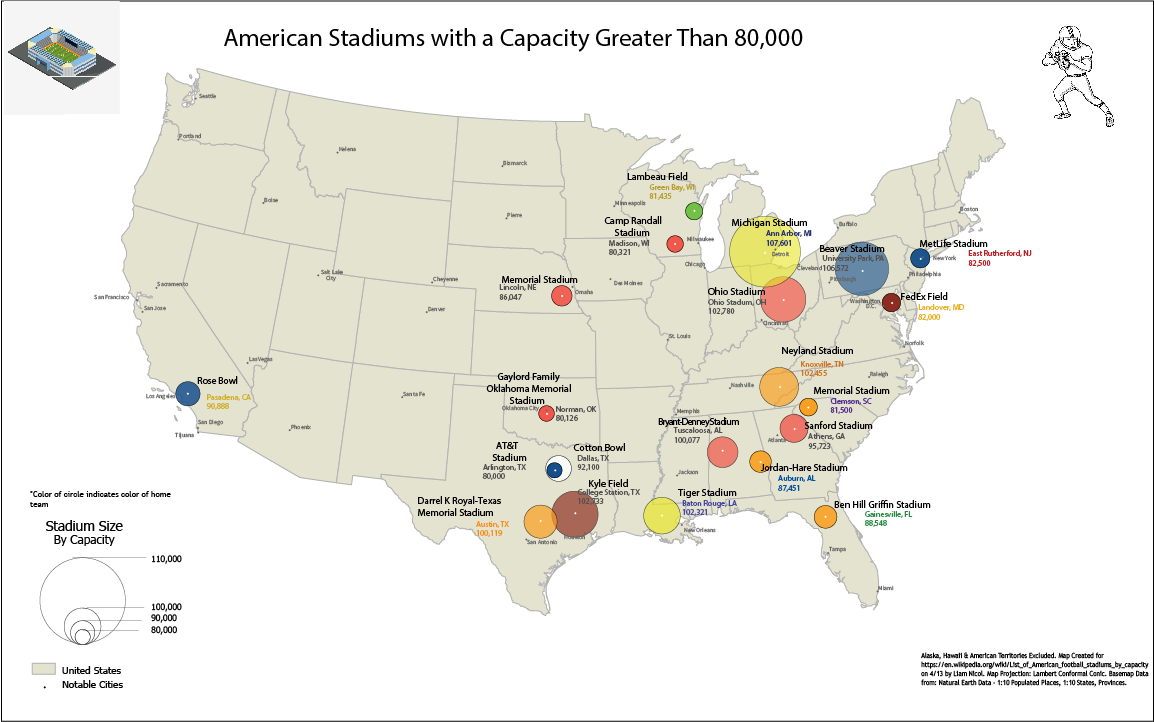 American Stadiums with a Capacity Greater Than 80,000
Seattle
Portland
Helena
Bismarck
Boise
Pierre
Minneapolis
Lambeau Field
Green Bay, WI
81,435
Camp Randall
Stadium
Madison, WI
80,321
Milwaukee
Chicago
Michigan Stadium
Ann Arbor, MI
107,601
Detroit
Buffalo
Boston
Beaver Stadium
University Park, PA
106,572
Cleveland
Pittsburgh
MetLife Stadium
East Rutherford, NJ
82,500
New York
Philadelphia
Salt Lake
City
Cheyenne
Memorial Stadium
Lincoln, NE
86,047
Omaha
Des Moines
Ohio Stadium
Ohio Stadum, OH
102,780
Cincinnati
Washington,
D.C.
FedEx Field
Landover, MD
82,000
Sacramento
San Francisco
San Jose
Denver
St. Louis
Norfolk
Las Vegas
Neyland Stadium
Knoxville, TN
102,455
Raleigh
Nashville
Rose Bowl
Pasadena, CA
90,888
Los Angeles
San Diego
Tijuana
Santa Fe
Phoenix
Gaylord Family
Oklahoma Memorial
Stadium
Oklahoma City
Norman, OK
80,126
Memphis
Memorial Stadium
Clemson, SC
81,500
Bryant-Denney Stadium
Tuscaloosa, AL
100,077
Atlanta
Sanford Stadium
Athens, GA
95,723
AT&T
Stadium
Arlington, TX
80,000
Cotton Bowl
Dallas, TX
92,100
Jackson
Jordan-Hare Stadium
Auburn, AL
87,451
Kyle Field
College Station, TX
102,733
Houston
Darrel K Royal-Texas
Memorial Stadium
Austin, TX
100,119
San Antonio
Tiger Stadium
Baton Rouge, LA
102,321
New Orleans
Ben Hill Griffin Stadium
Gainesville, FL
88,548
Tampa
Miami
*Color of circle indicates color of home
team
Stadium Size
By Capacity
110,000
100,000
90,000
80,000
United States
Notable Cities
Alaska, Hawaii & American Territories Excluded. Map Created for
https://en.wikipedia.org/wiki/List_of_American_football_stadiums_by_capacity
on 4/13 by Liam Nicol. Map Projection: Lambert Conformal Conic. Basemap Data
from: Natural Earth Data - 1:10 Populated Places, 1:10 States, Provinces.